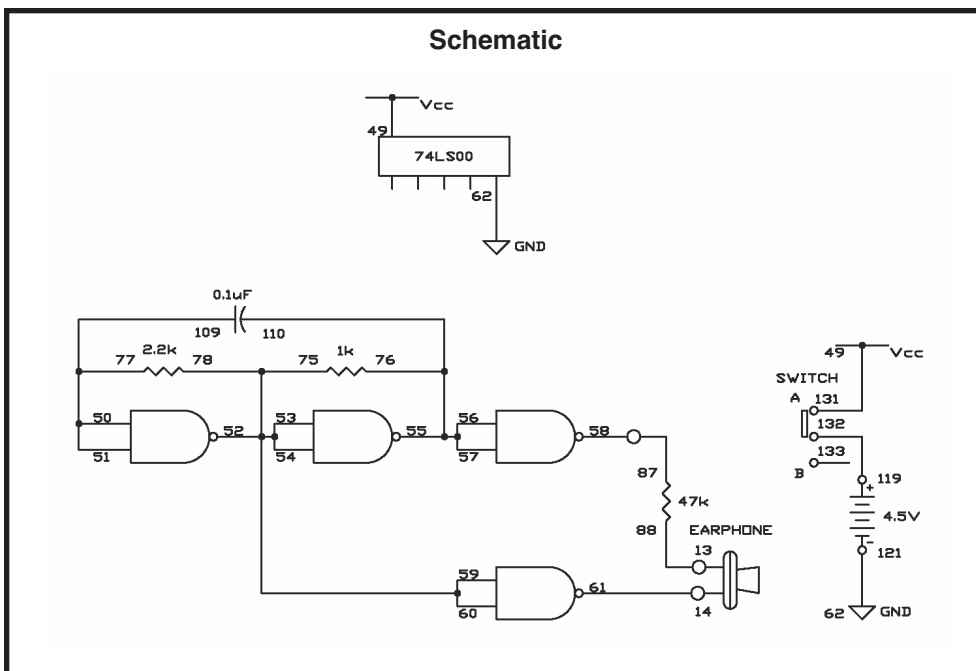 Schematic
Vcc
49
74LS00
62
GND
0.1uF
109 110
77 2.2k 78 75 1k 76
50 52 53 55 56 58
51 54 57
87
47k
88 EARPHONE
13
59 61
60 14
49 Vcc
SWITCH
A 131
132
133
B 119
+
4.5V
-
121
62 GND